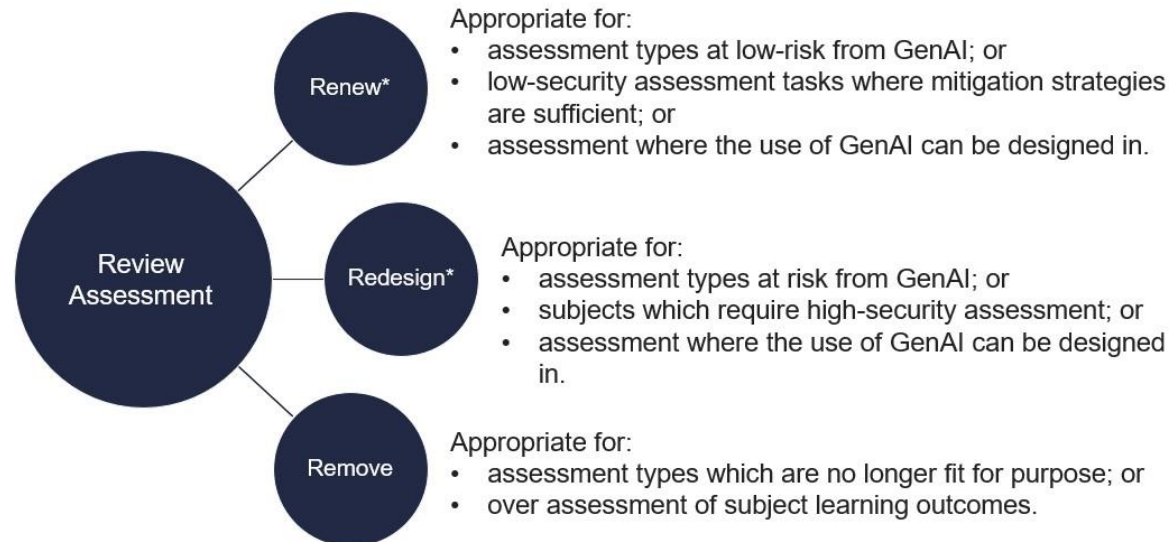 Review
Assessment
Renew*
Appropriate for:
• assessment types at low-risk from GenAI; or
• low-security assessment tasks where mitigation strategies
are sufficient; or
• assessment where the use of GenAI can be designed in.
Redesign*
Appropriate for:
• assessment types at risk from GenAI; or
• subjects which require high-security assessment; or
• assessment where the use of GenAI can be designed
in.
Remove
Appropriate for:
• assessment types which are no longer fit for purpose; or
• over assessment of subject learning outcomes.